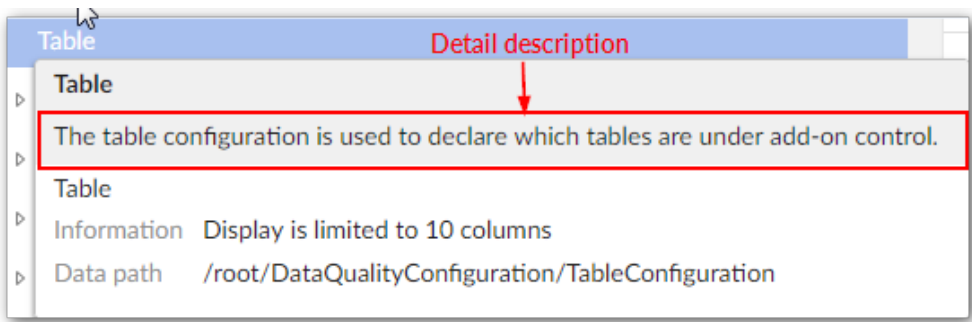 Table
Detail description
Table
The table configuration is used to declare which tables are under add-on control.
Table
Information Display is limited to 10 columns
Data path /root/DataQualityConfiguration/TableConfiguration